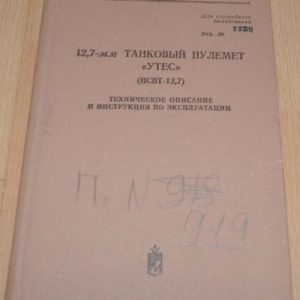 Для служебного
пользования
Экз. № 1758
12,7-мм ТАНКОВЫЙ ПУЛЕМЕТ
«УТЕС»
(НСВТ-12,7)
ТЕХНИЧЕСКОЕ ОПИСАНИЕ
И ИНСТРУКЦИЯ ПО ЭКСПЛУАТАЦИИ
919